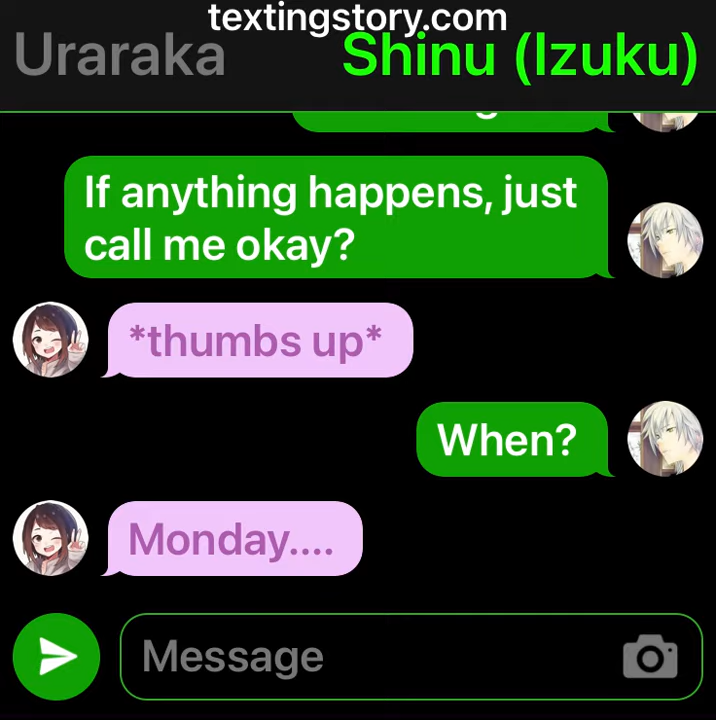 textingstory.com
Uraraka
Shinu (Izuku)
If anything happens, just
call me okay?
*thumbs up*
When?
Monday....
Message